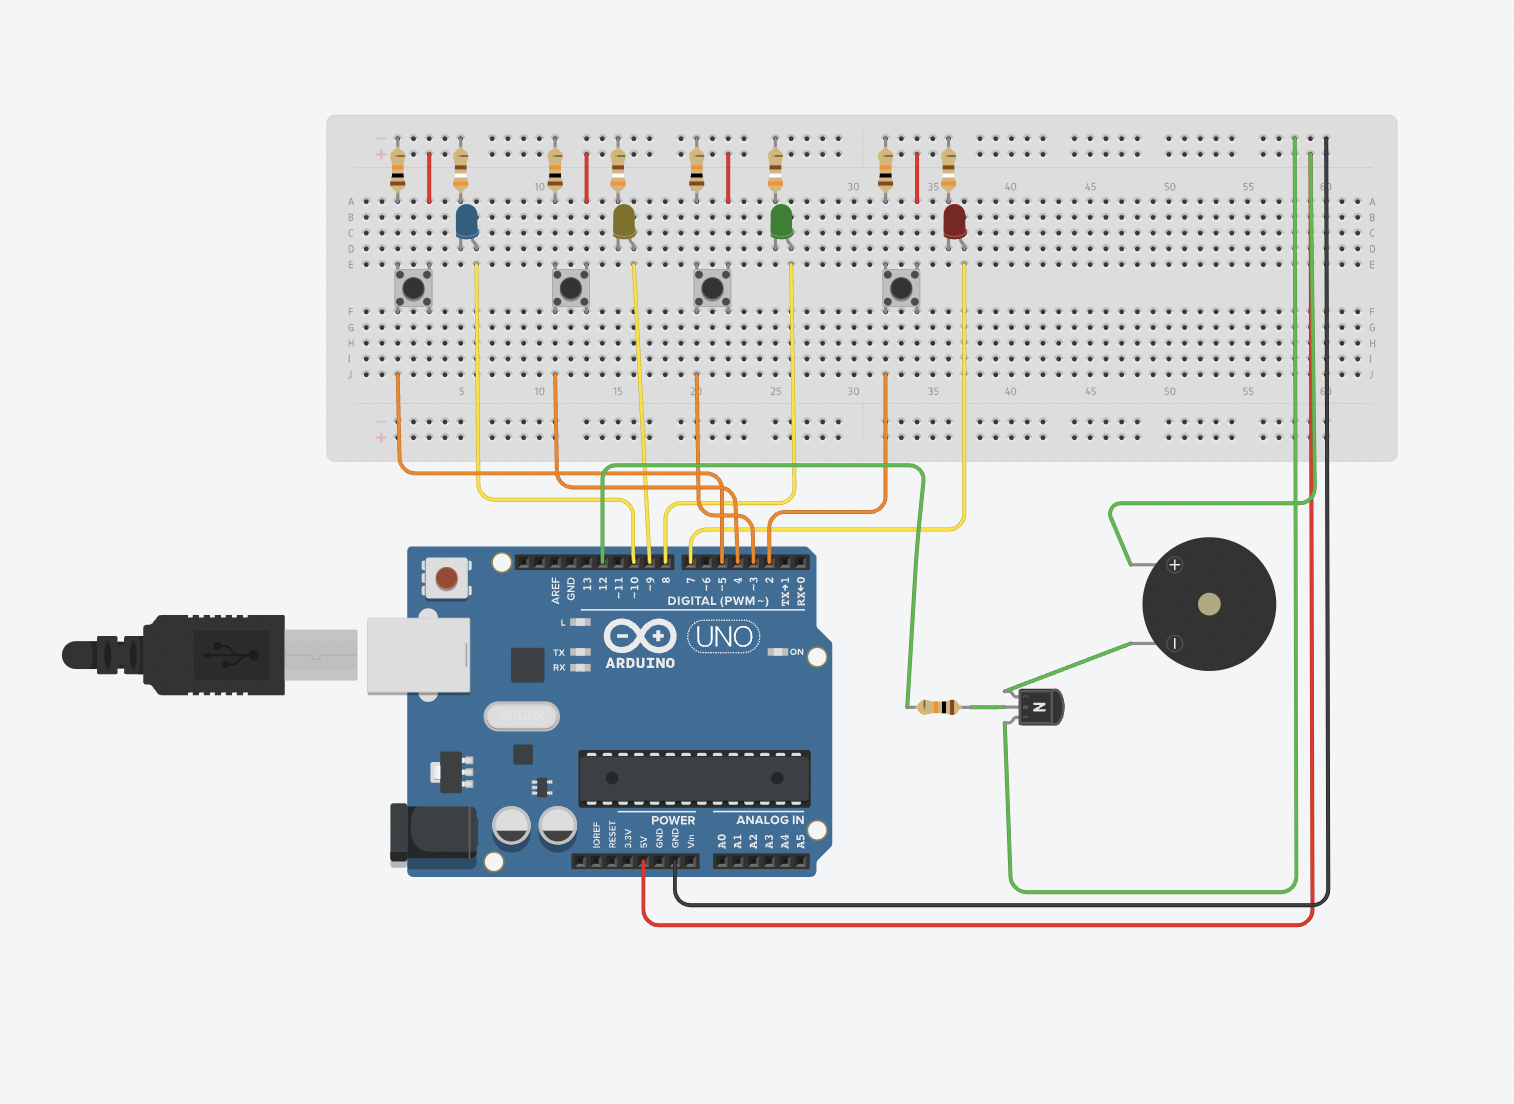 − 
+
10 30 35 40 45 50 55 60
A A
B B
C C
D D
E E
F F
G G
H H
I I
J J
5 10 15 20 25 30 35 40 45 50 55 60
−
+
AREF GND 13 12 ~11 ~10 ~9 8 7 ~6 ~5 4 ~3 2 TX→1 RX←0
DIGITAL (PWM~)
L
UNO
TX ON
RX
ARDUINO
+
−
N
POWER ANALOG IN
IOREF RESET 3.3V 5V GND GND Vin A0 A1 A2 A3 A4 A5